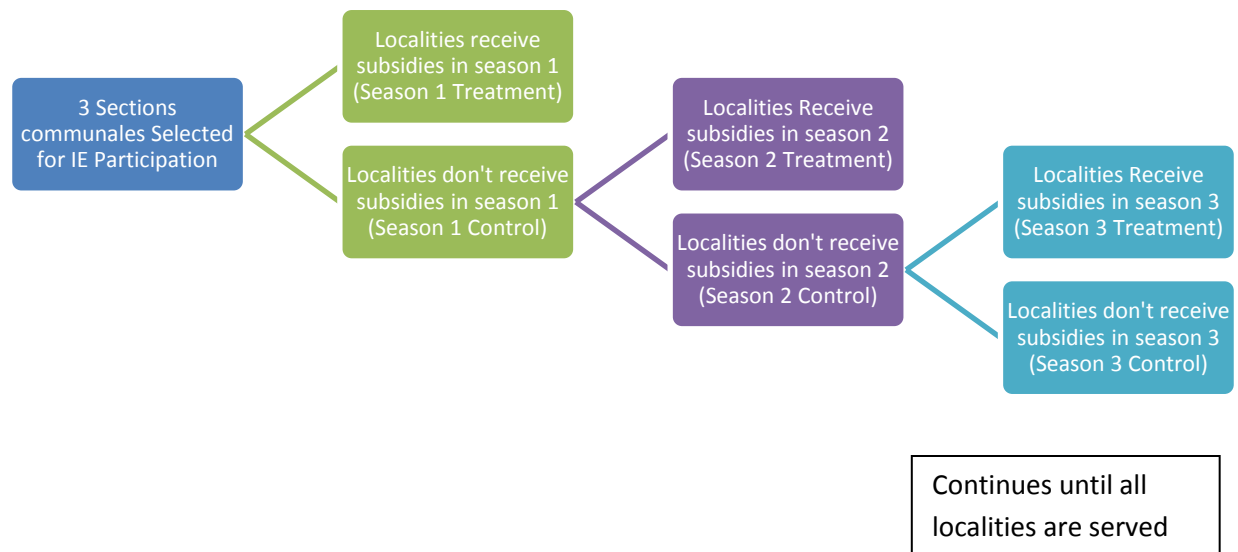 3 Sections
communales Selected
for IE Participation
Localities receive
subsidies in season 1
(Season 1 Treatment)
Localities don't receive
subsidies in season 1
(Season 1 Control)
Localities Receive
subsidies in season 2
(Season 2 Treatment)
Localities don't receive
subsidies in season 2
(Season 2 Control)
Localities Receive
subsidies in season 3
(Season 3 Treatment)
Localities don't receive
subsidies in season 3
(Season 3 Control)
Continues until all
localities are served